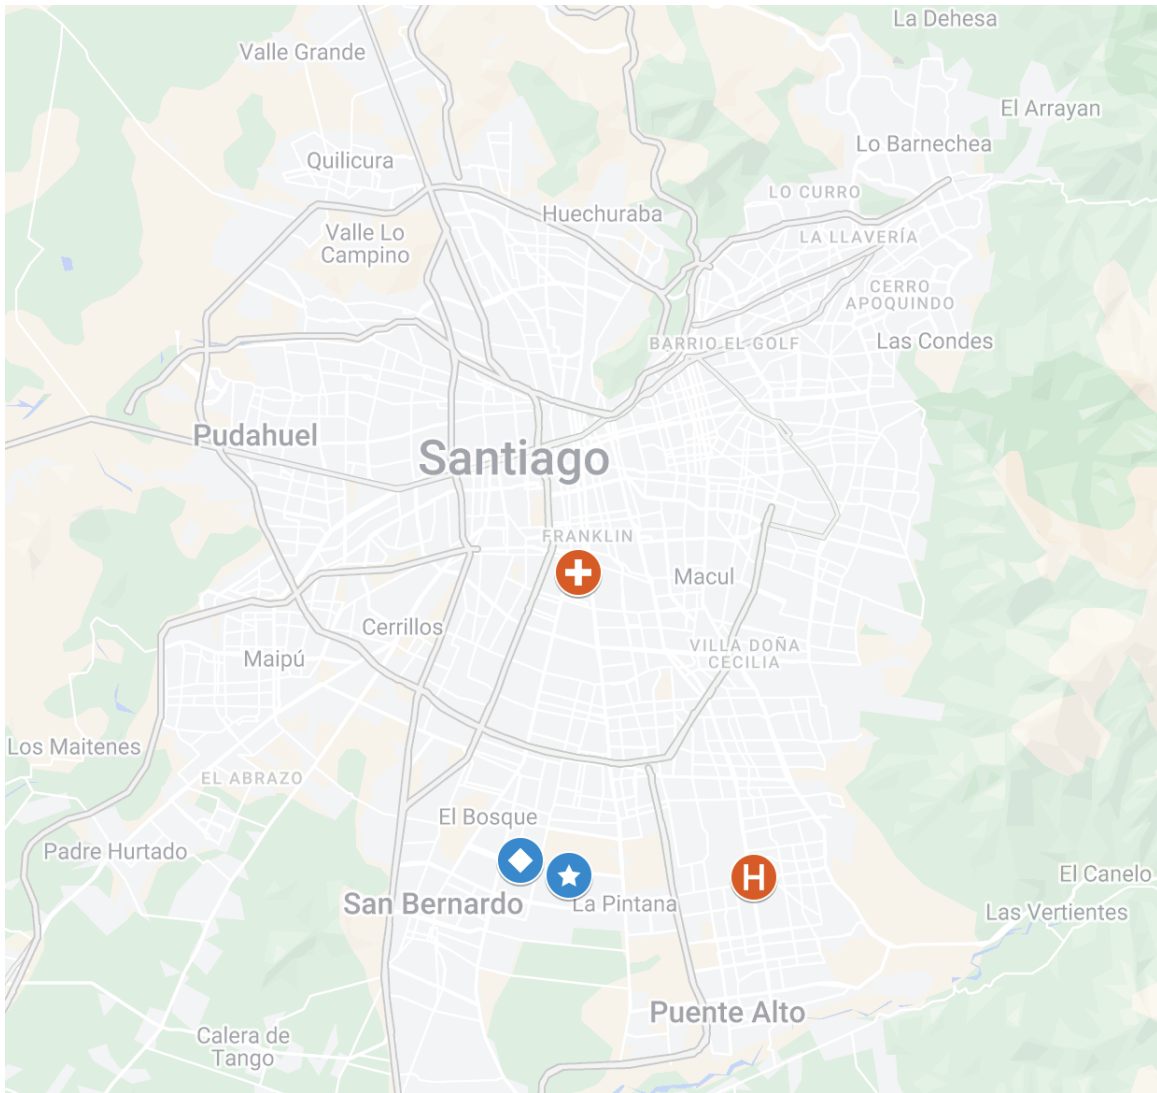 La Dehesa
Valle Grande
El Arrayan
Lo Barnechea
Quilicura
LO CURRO
Huechuraba
Valle Lo
Campino
LA LLAVERÍA
CERRO
APOQUINDO
BARRIO EL GOLF
Las Condes
Pudahuel
Santiago
FRANKLIN
Macul
Cerrillos
VILLA DOÑA
CECILIA
Maipú
Los Maitenes
EL ABRAZO
El Bosque
Padre Hurtado
H
El Canelo
San Bernardo
La Pintana
Las Vertientes
Puente Alto
Calera de
Tango